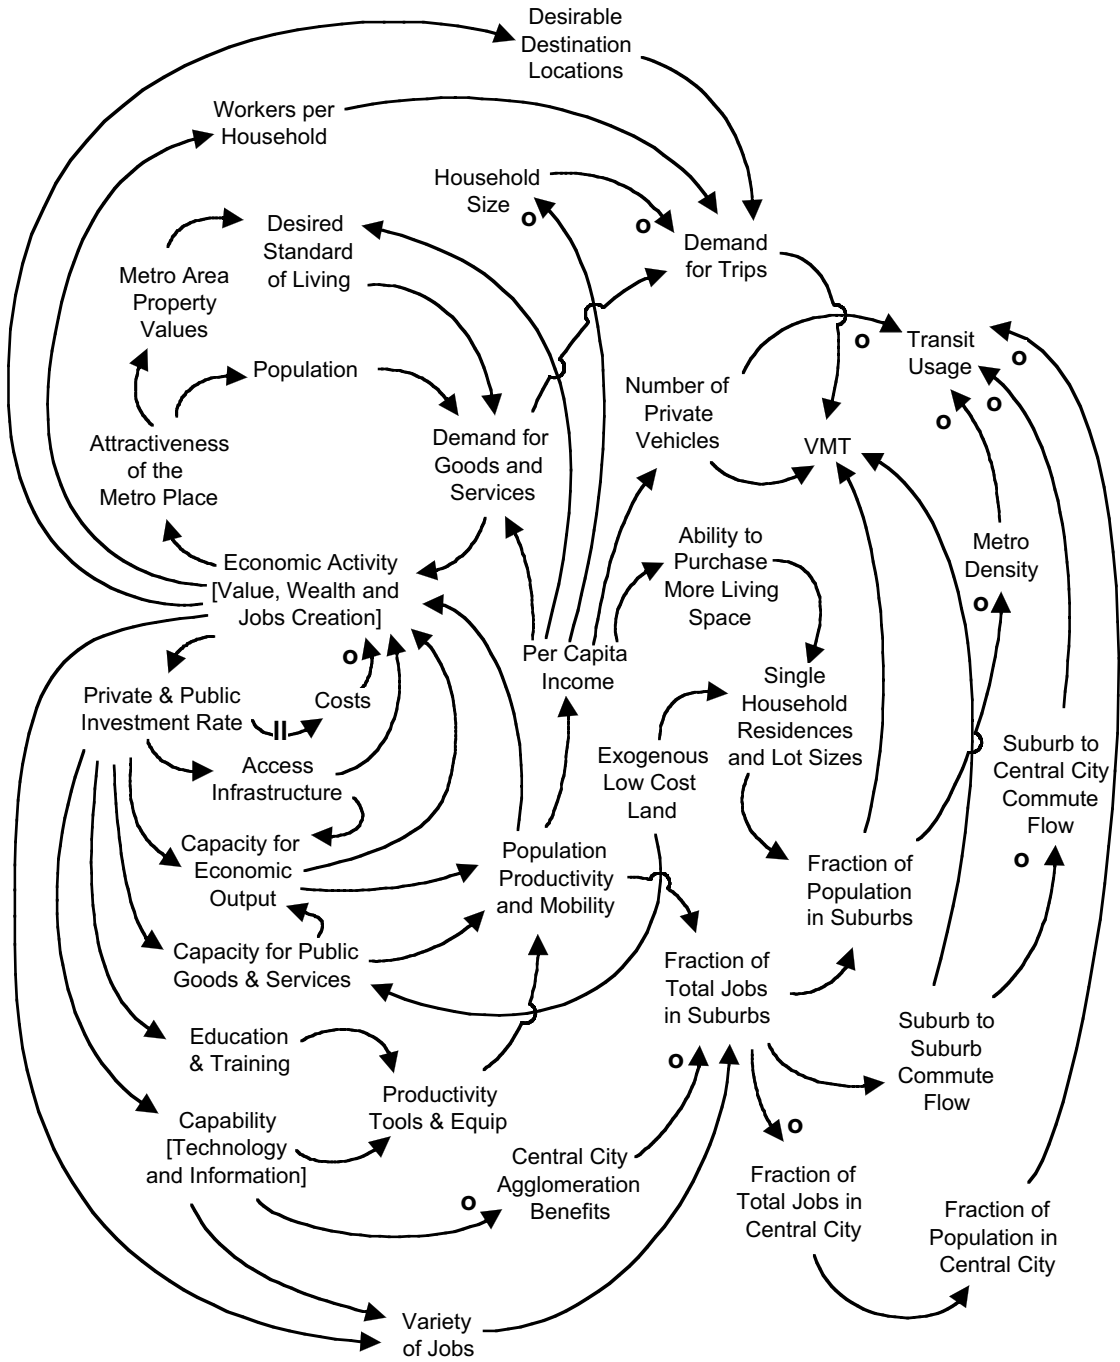 Desirable
Destination
Locations
Workers per
Household
Household
Size
o
o
Desired
Standard
of Living
Demand
for Trips
Metro Area
Property
Values
Transit
Usage
o
o
o
o
Population
Number of
Private
Vehicles
Attractiveness
of the
Metro Place
Demand for
Goods and
Services
VMT
Economic Activity
[Value, Wealth and
Jobs Creation]
Ability to
Purchase
More Living
Space
Metro
Density
o
o
Per Capita
Income
Private & Public
Investment Rate
Costs
Single
Household
Residences
and Lot Sizes
Access
Infrastructure
Exogenous
Low Cost
Land
Suburb to
Central City
Commute
Flow
o
Capacity for
Economic
Output
Population
Productivity
and Mobility
Fraction of
Population
in Suburbs
Capacity for Public
Goods & Services
Fraction of
Total Jobs
in Suburbs
o
Education
& Training
Suburb to
Suburb
Commute
Flow
Productivity
Tools & Equip
Capability
[Technology
and Information]
o
Central City
Agglomeration
Benefits
o
Fraction of
Total Jobs in
Central City
Fraction of
Population in
Central City
Variety
of Jobs